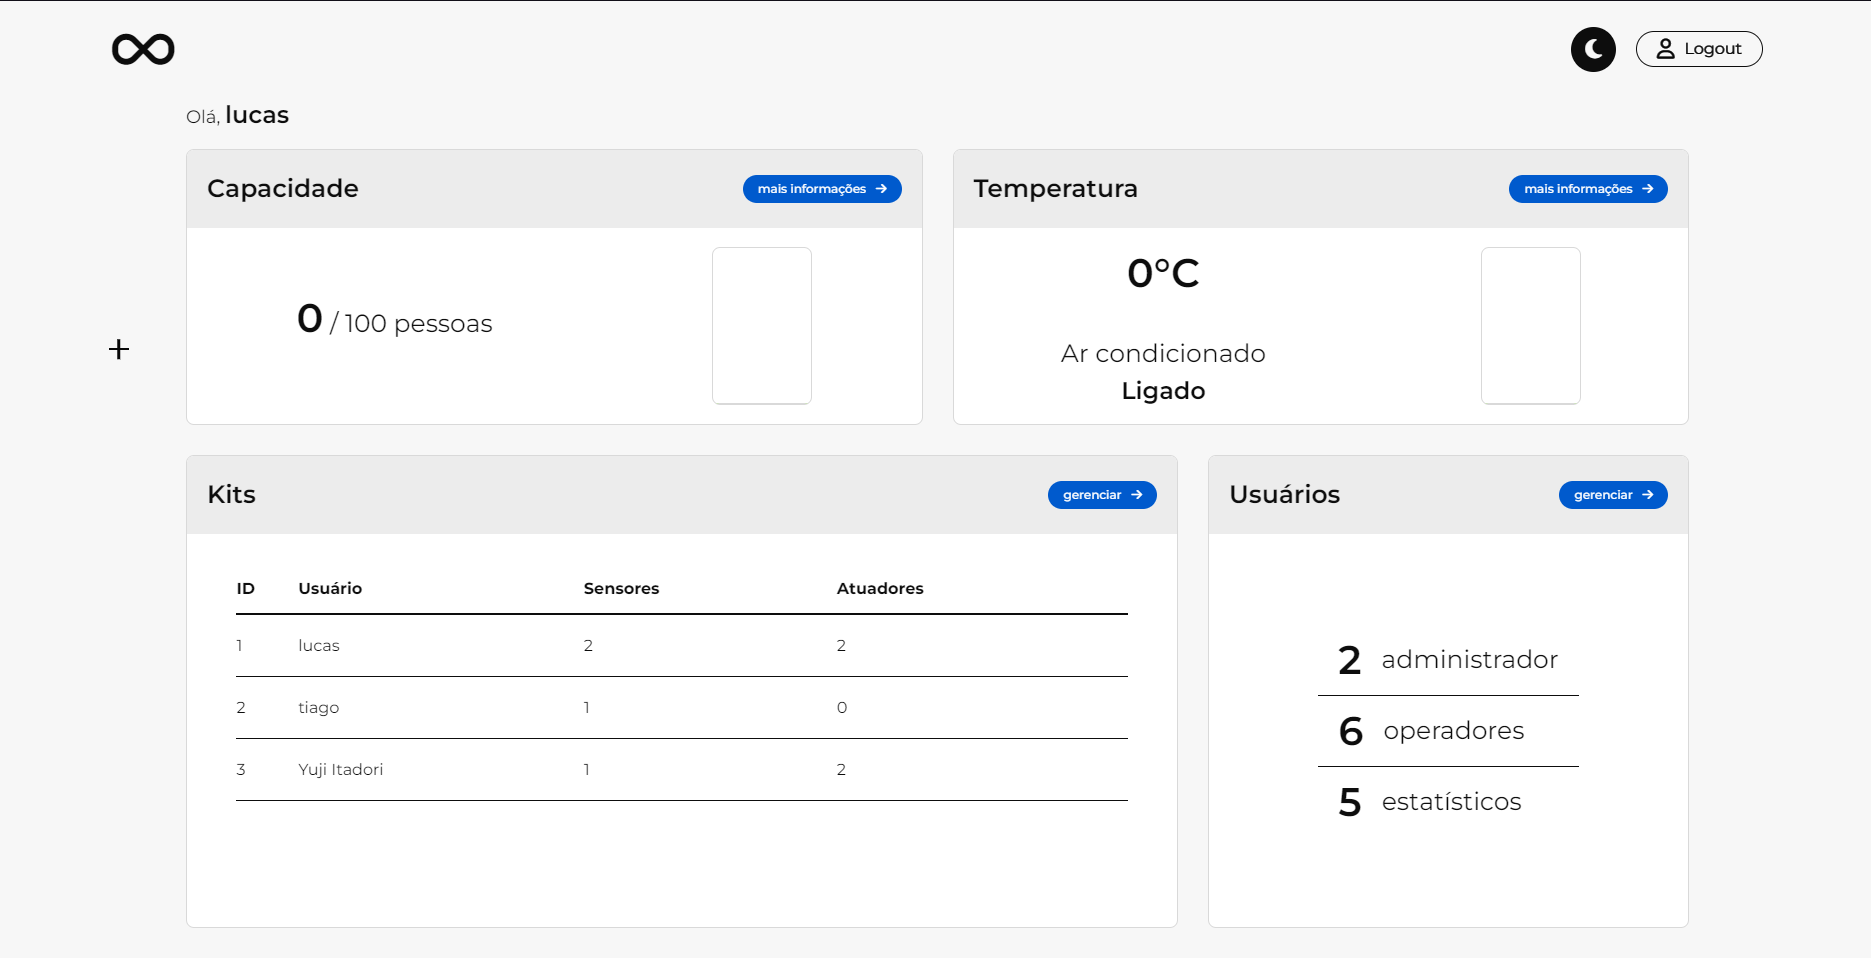 Logout
Olá, lucas
Capacidade
mais informações
0 / 100 pessoas
Temperatura
mais informações
0°C
Ar condicionado
Ligado
Kits
gerenciar
ID Usuário Sensores Atuadores
1 lucas 2 2
2 tiago 1 0
3 Yuji Itadori 1 2
Usuários
gerenciar
2 administrador
6 operadores
5 estatísticos